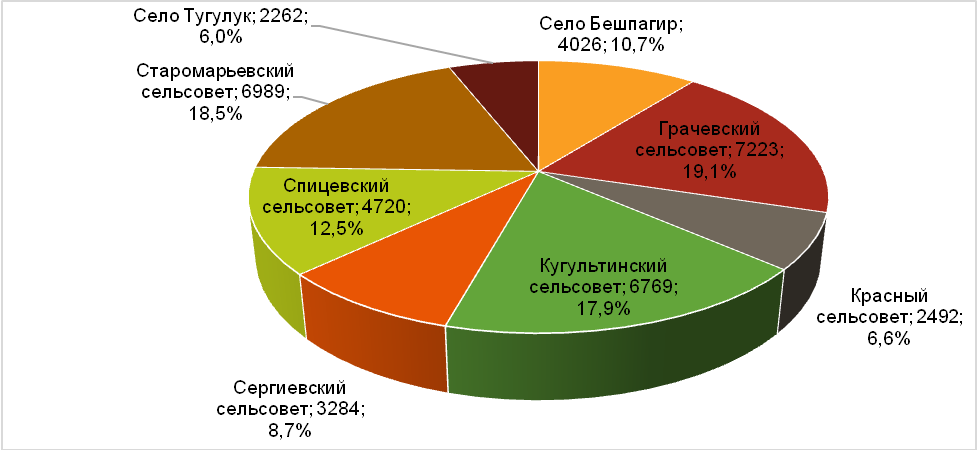 Село Тугулук; 2262;
6,0%
Село Бешпагир;
4026; 10,7%
Старомарьевский
сельсовет; 6989;
18,5%
Грачевский
сельсовет; 7223;
19,1%
Спицевский
сельсовет; 4720;
12,5%
Кугультинский
сельсовет; 6769;
17,9%
Красный
сельсовет; 2492;
6,6%
Сергиевский
сельсовет; 3284;
8,7%